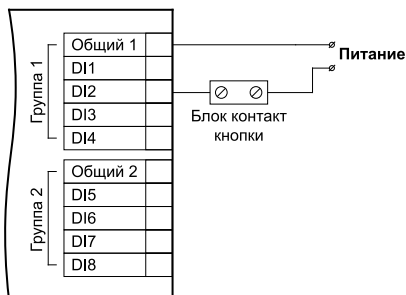 Группа 1
Общий 1
DI1
DI2
DI3
DI4
Питание
Блок контакт
кнопки
Группа 2
Общий 2
DI5
DI6
DI7
DI8